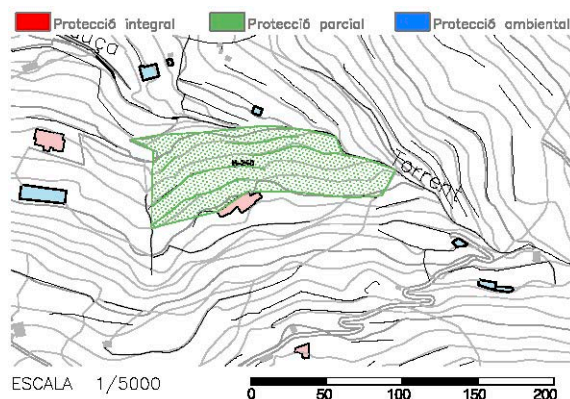 Protecció integral Protecció parcial Protecció ambiental
Torrent
ESCALA 1/5000
0 50 100 150 200